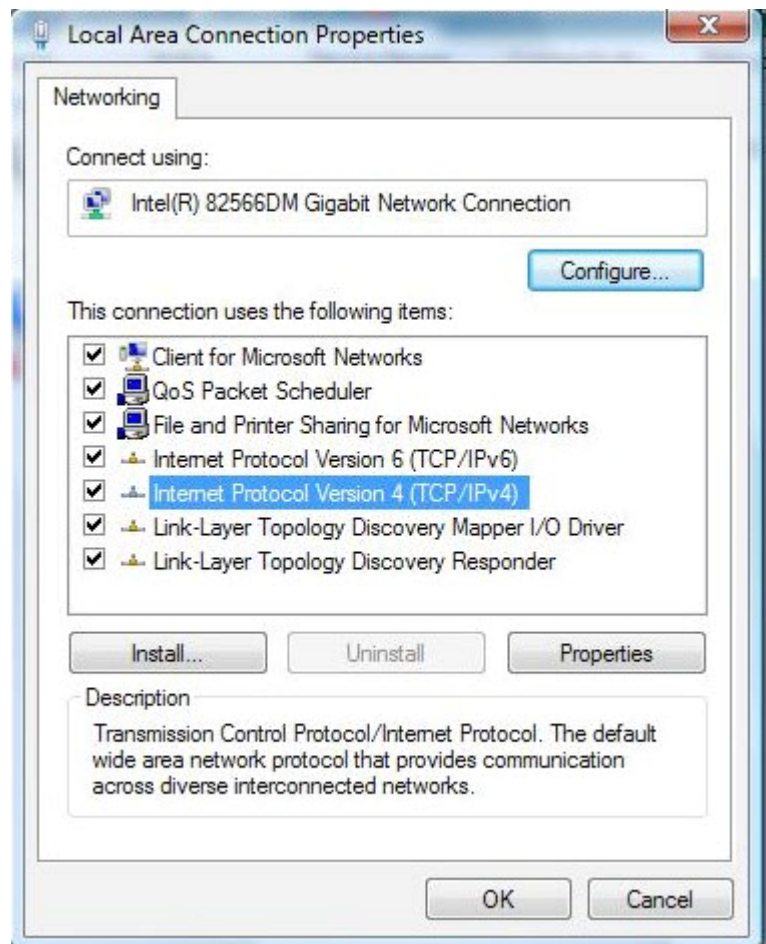 Local Area Connection Properties
Networking
Connect using:
Intel(R) 82566DM Gigabit Network Connection
Configure...
This connection uses the following items:
Client for Microsoft Networks
QoS Packet Scheduler
File and Printer Sharing for Microsoft Networks
Internet Protocol Version 6 (TCP/IPv6)
Internet Protocol Version 4 (TCP/IPv4)
Link-Layer Topology Discovery Mapper I/O Driver
Link-Layer Topology Discovery Responder
Install... Uninstall Properties
Description
Transmission Control Protocol/Internet Protocol. The default
wide area network protocol that provides communication
across diverse interconnected networks.
OK Cancel